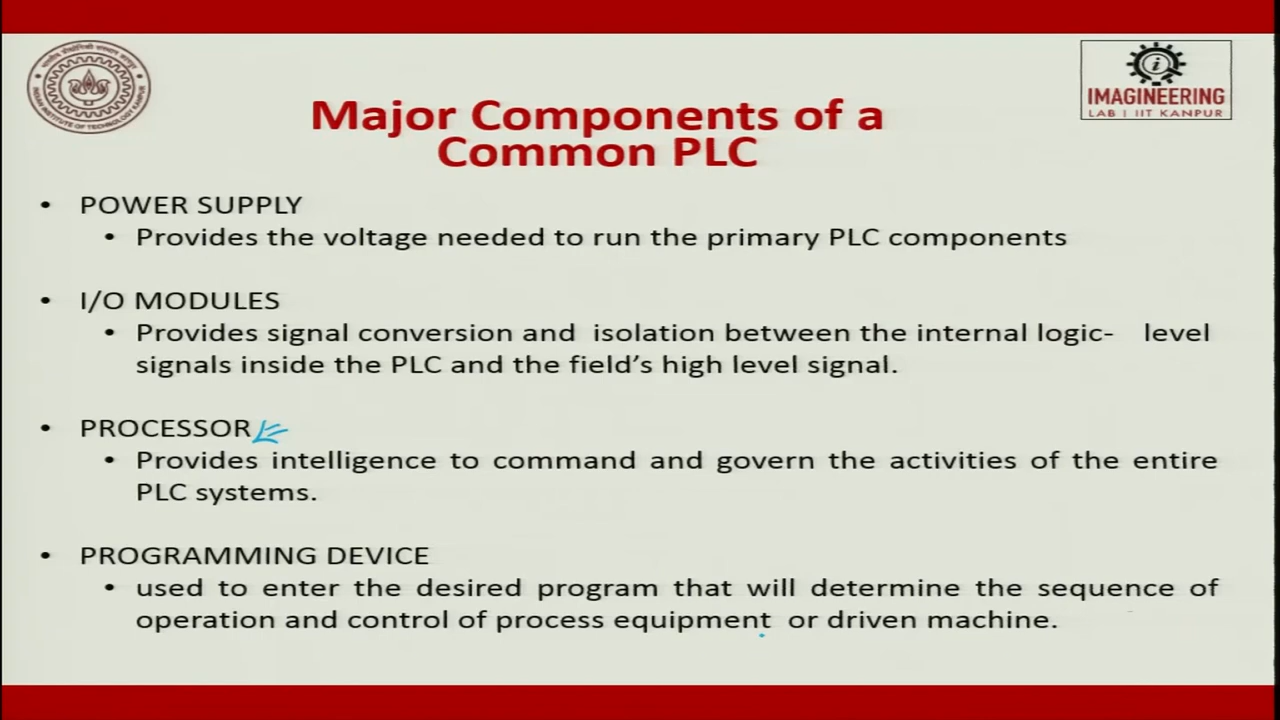 IMAGINEERING
LAB | IIT KANPUR
Major Components of a
Common PLC
• POWER SUPPLY
• Provides the voltage needed to run the primary PLC components
• I/O MODULES
• Provides signal conversion and isolation between the internal logic- level
signals inside the PLC and the field's high level signal.
• PROCESSOR
• Provides intelligence to command and govern the activities of the entire
PLC systems.
• PROGRAMMING DEVICE
• used to enter the desired program that will determine the sequence of
operation and control of process equipment or driven machine.